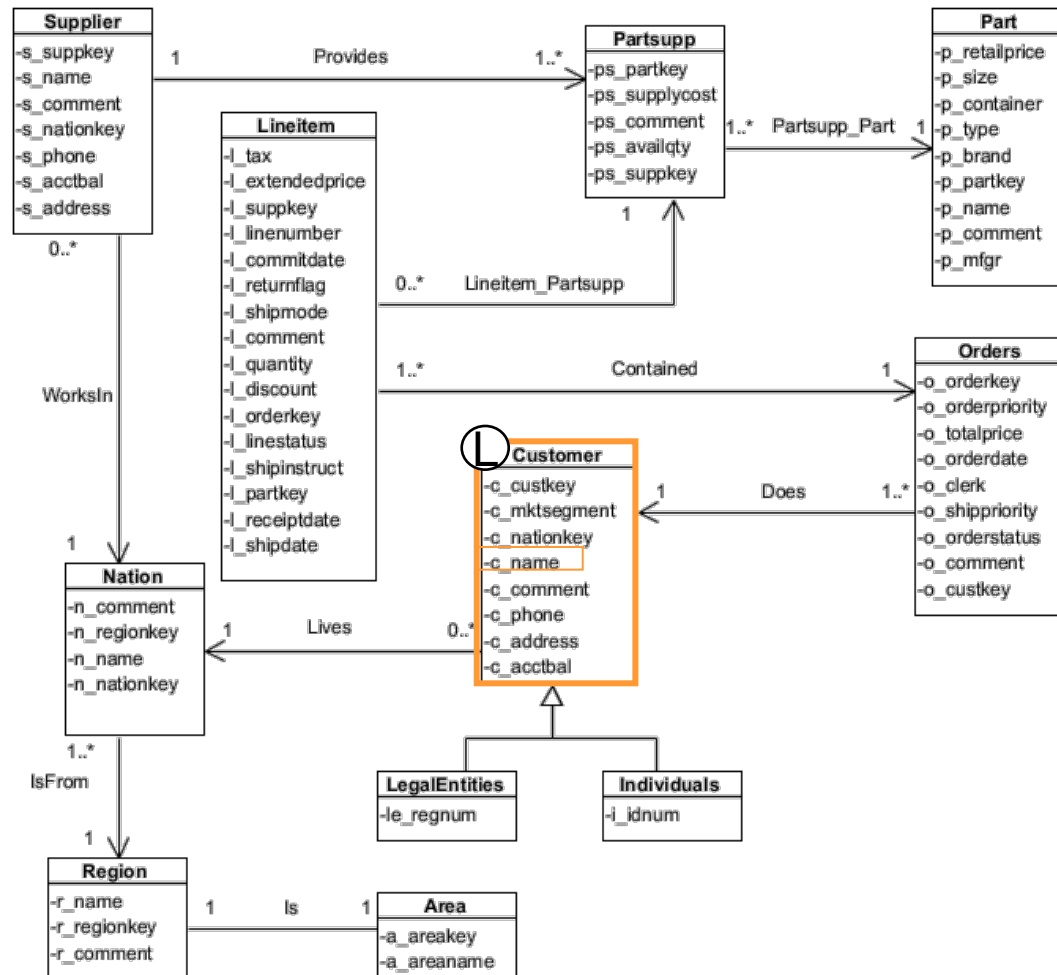 Supplier
-s_suppkey
-s_name
-s_comment
-s_nationkey
-s_phone
-s_acctbal
-s_address
1
Provides
1..*
Partsupp
-ps_partkey
-ps_supplycost
-ps_comment
-ps_availqty
-ps_suppkey
1..*
Partsupp_Part
1
Part
-p_retailprice
-p_size
-p_container
-p_type
-p_brand
-p_partkey
-p_name
-p_comment
-p_mfgr
0..*
WorksIn
1
Lineitem
-l_tax
-l_extendedprice
-l_suppkey
-l_linenumber
-l_commitdate
-l_returnflag
-l_shipmode
-l_comment
-l_quantity
-l_discount
-l_orderkey
-l_linestatus
-l_shipinstruct
-l_partkey
-l_receiptdate
-l_shipdate
0..*
Lineitem_Partsupp
1
1..*
Contained
1
Orders
-o_orderkey
-o_orderpriority
-o_totalprice
-o_orderdate
-o_clerk
-o_shippriority
-o_orderstatus
-o_comment
-o_custkey
L
Customer
-c_custkey
-c_mktsegment
-c_nationkey
-c_name
-c_comment
-c_phone
-c_address
-c_acctbal
1
Does
1..*
Nation
-n_comment
-n_regionkey
-n_name
-n_nationkey
1
Lives
0..*
LegalEntities
-le_regnum
Individuals
-i_idnum
1..*
IsFrom
1
Region
-r_name
-r_regionkey
-r_comment
1
Is
1
Area
-a_areakey
-a_areaname